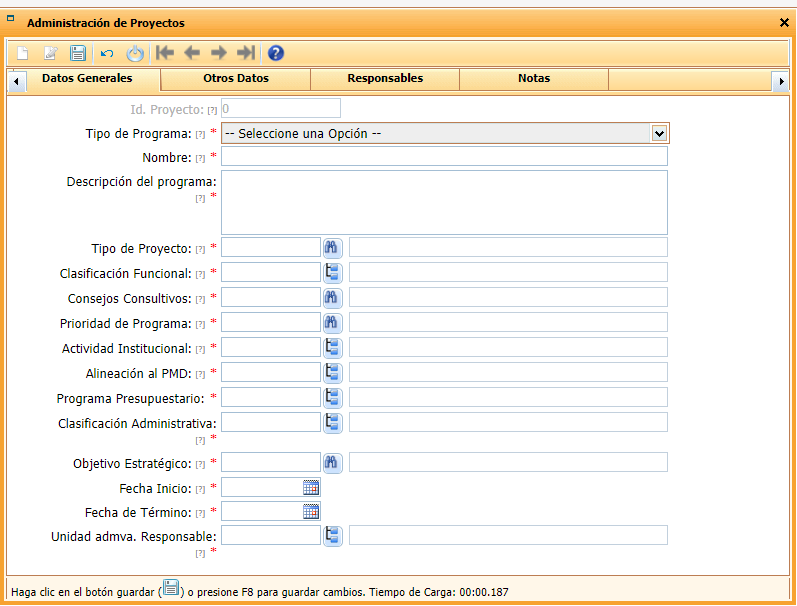 Administración de Proyectos
Datos Generales Otros Datos Responsables Notas
Id. Proyecto: [?] 0
Tipo de Programa: [?] * -- Seleccione una Opción --
Nombre: [?] *
Descripción del programa:
[?] *
Tipo de Proyecto: [?] *
Clasificación Funcional: [?] *
Consejos Consultivos: [?] *
Prioridad de Programa: [?] *
Actividad Institucional: [?] *
Alineación al PMD: [?] *
Programa Presupuestario: *
Clasificación Administrativa:
[?] *
Objetivo Estratégico: [?] *
Fecha Inicio: [?] *
Fecha de Término: [?] *
Unidad admva. Responsable:
[?] *
Haga clic en el botón guardar ( ) o presione F8 para guardar cambios. Tiempo de Carga: 00:00.187